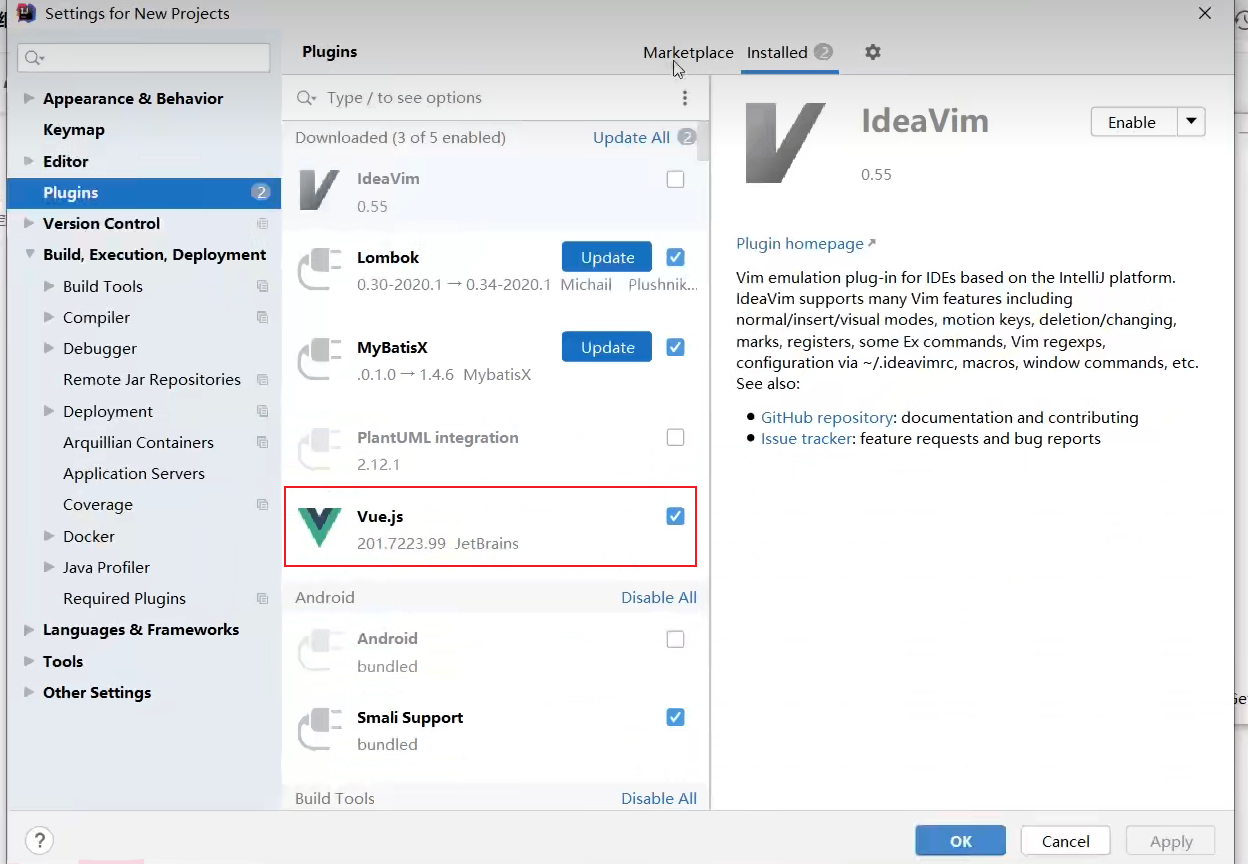 Settings for New Projects
Plugins
Marketplace
Installed 2
Appearance & Behavior
Keymap
Editor
Plugins 2
Version Control
Build, Execution, Deployment
Build Tools
Compiler
Debugger
Remote Jar Repositories
Deployment
Arquillian Containers
Application Servers
Coverage
Docker
Java Profiler
Required Plugins
Languages & Frameworks
Tools
Other Settings
Type / to see options
Downloaded (3 of 5 enabled) Update All 2
IdeaVim
0.55
Lombok Update
0.30-2020.1 → 0.34-2020.1 Michail Plushnik...
MyBatisX Update
.0.1.0 → 1.4.6 MybatisX
PlantUML integration
2.12.1
Vue.js
201.7223.99 JetBrains
Android Disable All
Android
bundled
Smali Support
bundled
Build Tools Disable All
IdeaVim
Enable
0.55
Plugin homepage ↗
Vim emulation plug-in for IDEs based on the IntelliJ platform.
IdeaVim supports many Vim features including
normal/insert/visual modes, motion keys, deletion/changing,
marks, registers, some Ex commands, Vim regexps,
configuration via ~/.ideavimrc, macros, window commands, etc.
See also:
• GitHub repository: documentation and contributing
• Issue tracker: feature requests and bug reports
?
OK
Cancel
Apply